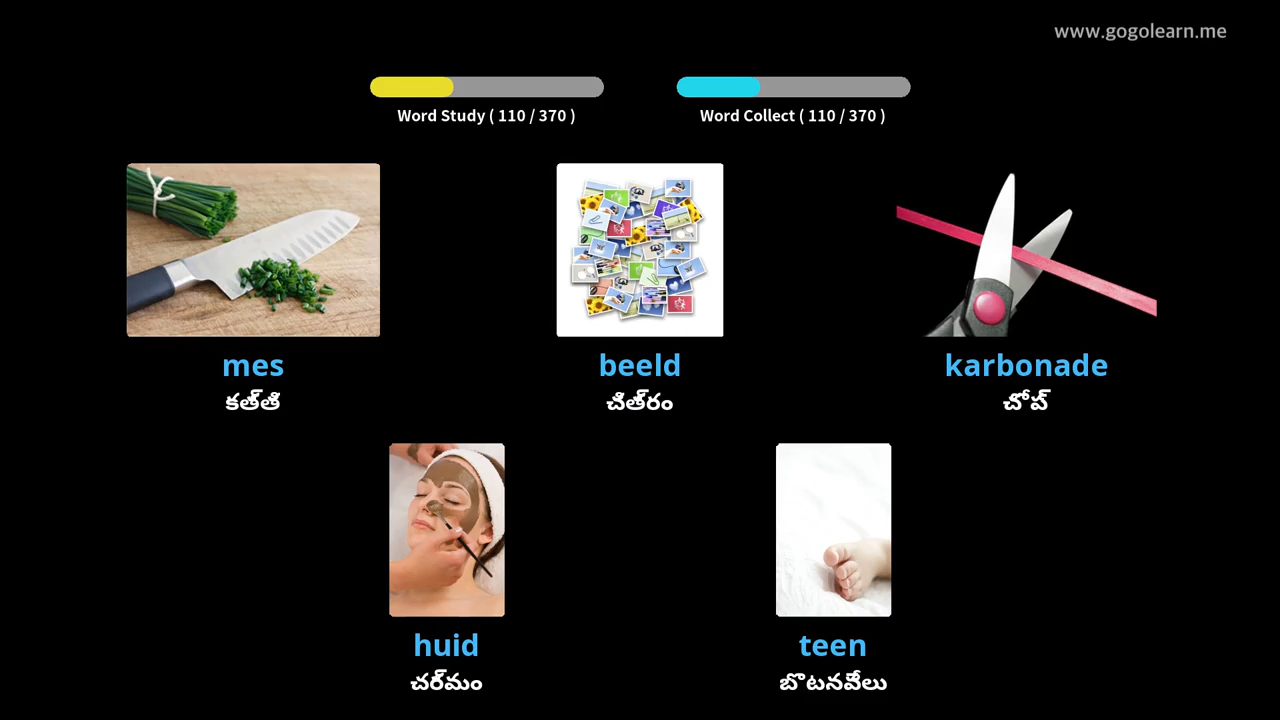 www.gogolearn.me
Word Study ( 110 / 370 )
Word Collect ( 110 / 370 )
mes
beeld
karbonade
కత్తి
చిత్రం
చోప్
huid
teen
చర్మం
బొటనవేలు